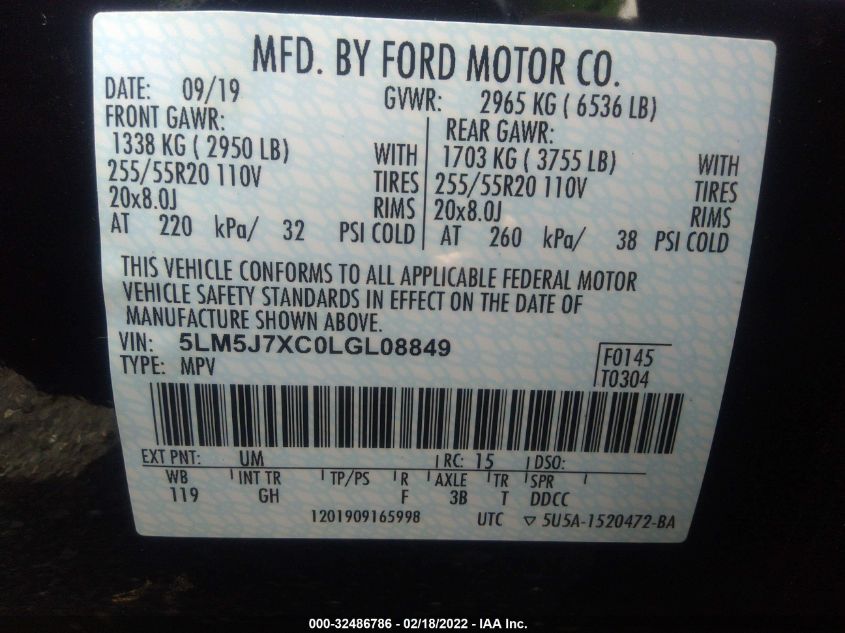 MFD. BY FORD MOTOR CO.
DATE: 09/19 GVWR: 2965 KG ( 6536 LB)
FRONT GAWR: REAR GAWR:
1338 KG ( 2950 LB) WITH 1703 KG ( 3755 LB) WITH
255/55R20 110V TIRES 255/55R20 110V TIRES
20x8.0J RIMS 20x8.0J RIMS
AT 220 kPa/ 32 PSI COLD AT 260 kPa/ 38 PSI COLD
THIS VEHICLE CONFORMS TO ALL APPLICABLE FEDERAL MOTOR
VEHICLE SAFETY STANDARDS IN EFFECT ON THE DATE OF
MANUFACTURE SHOWN ABOVE.
VIN: 5LM5J7XC0LGL08849 F0145
TYPE: MPV T0304
EXT PNT: UM RC: 15 DSO:
WB INT TR TP/PS R AXLE TR SPR
119 GH F 3B T DDCC
1201909165998 UTC ▽ 5U5A-1520472-BA
000-32486786 - 02/18/2022 - IAA Inc.